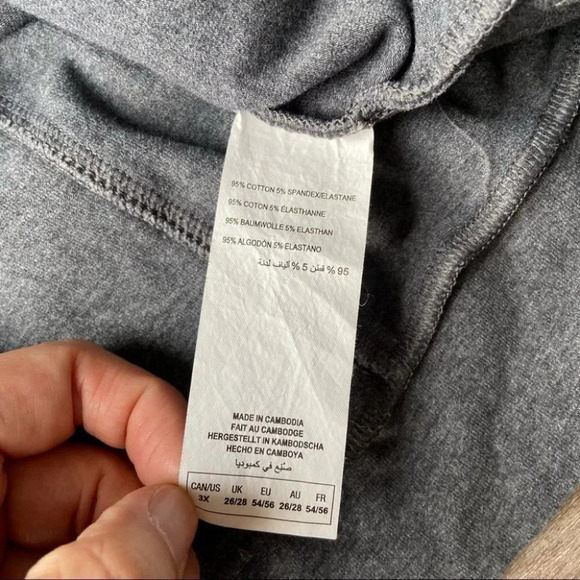 95% COTTON 5% SPANDEX/ELASTANE
95% COTON 5% ÉLASTHANNE
95% BAUMWOLLE 5% ELASTHAN
95% ALGODÓN 5% ELASTANO
95 % قطن 5 % ألياف لدنة
MADE IN CAMBODIA
FAIT AU CAMBODGE
HERGESTELLT IN KAMBODSCHA
HECHO EN CAMBOYA
صُنع في كمبوديا
CAN/US UK EU AU FR
3X 26/28 54/56 26/28 54/56